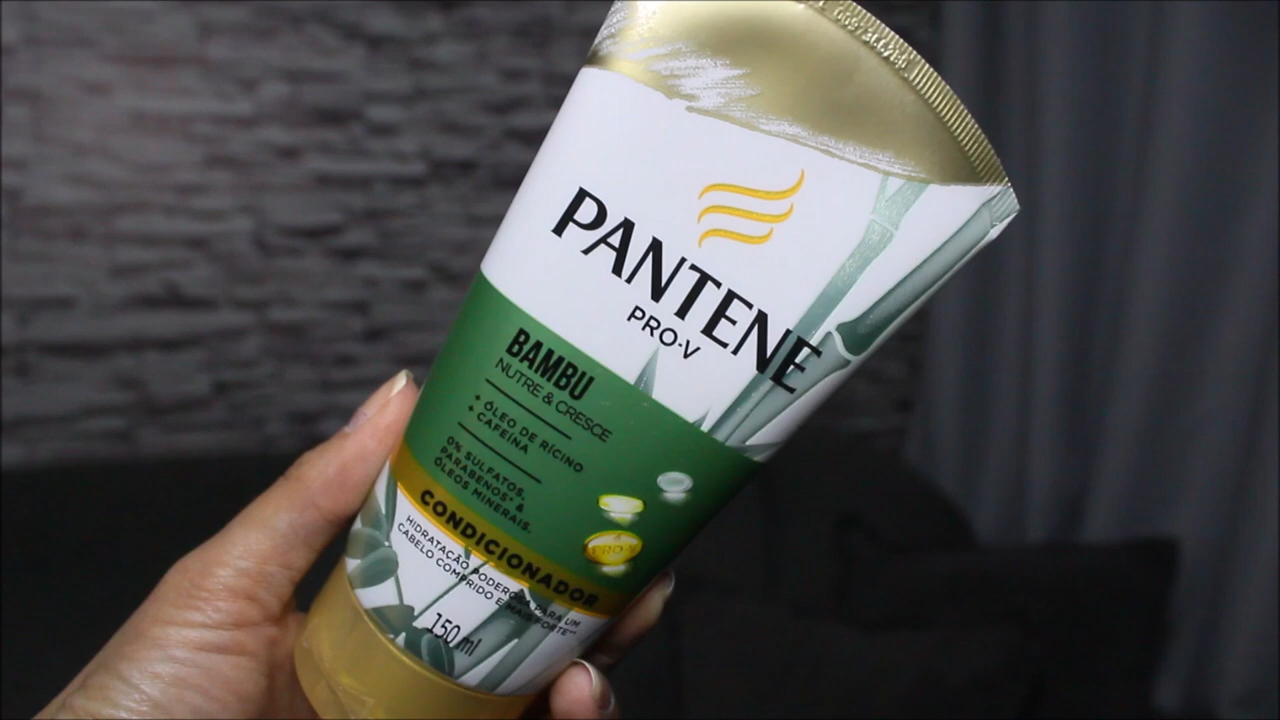 PANTENE
PRO-V
BAMBU
NUTRE & CRESCE
+ ÓLEO DE RÍCINO
+ CAFEÍNA
0% SULFATOS,
PARABENOS* &
ÓLEOS MINERAIS.
PRO-V
CONDICIONADOR
HIDRATAÇÃO PODEROSA PARA UM
CABELO COMPRIDO E MAIS FORTE**
150 ml